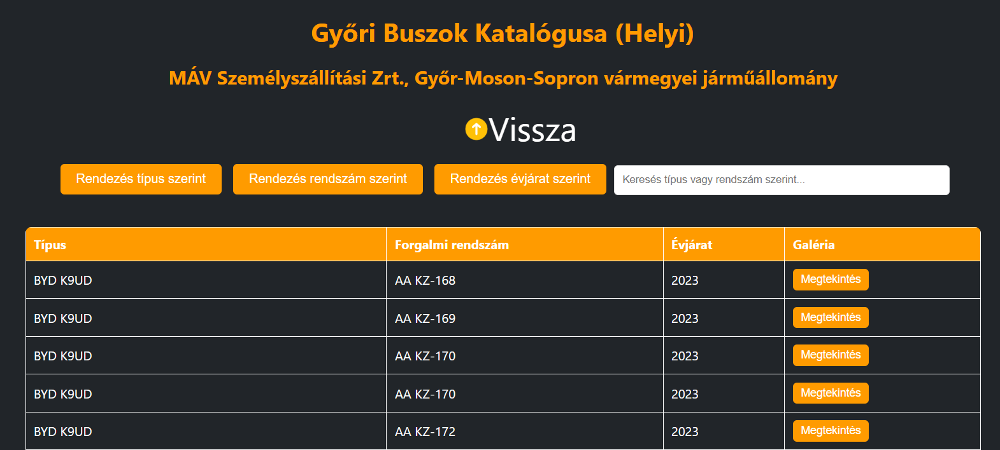 Győri Buszok Katalógusa (Helyi)
MÁV Személyszállítási Zrt., Győr-Moson-Sopron vármegyei járműállomány
Vissza
Rendezés típus szerint Rendezés rendszám szerint Rendezés évjárat szerint Keresés típus vagy rendszám szerint...
Típus Forgalmi rendszám Évjárat Galéria
BYD K9UD AA KZ-168 2023 Megtekintés
BYD K9UD AA KZ-169 2023 Megtekintés
BYD K9UD AA KZ-170 2023 Megtekintés
BYD K9UD AA KZ-170 2023 Megtekintés
BYD K9UD AA KZ-172 2023 Megtekintés